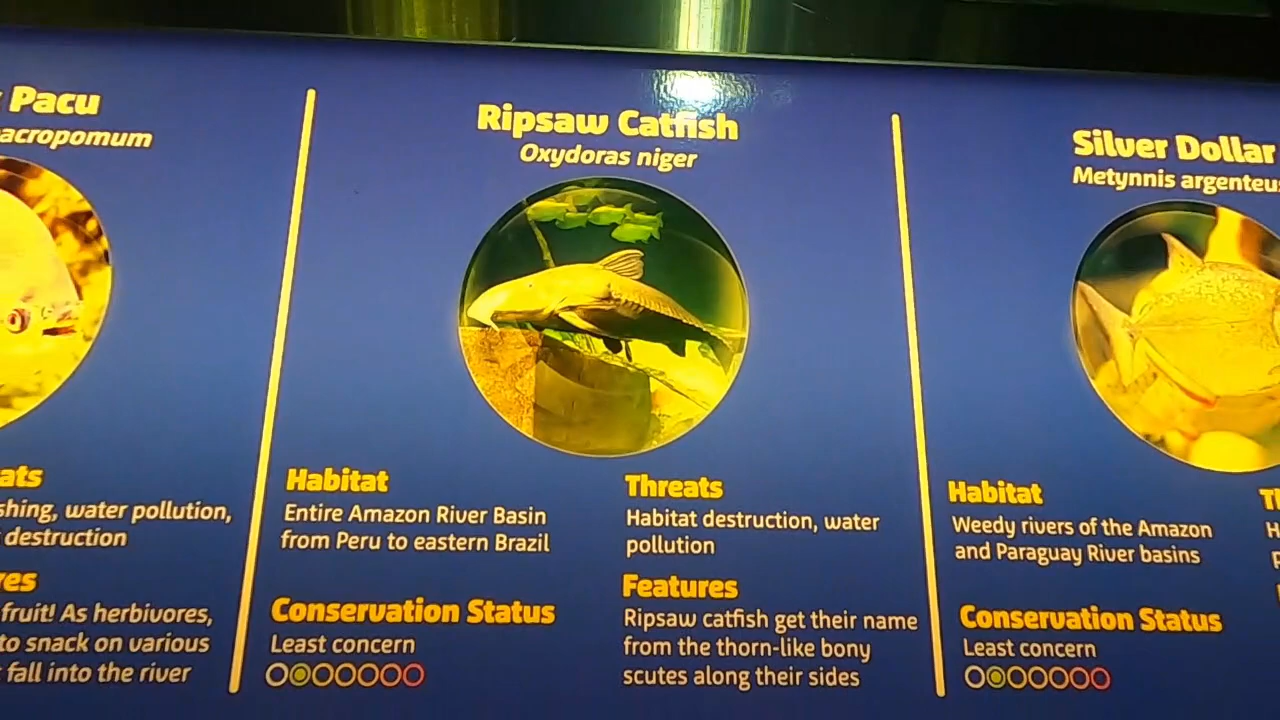 Pacu
acropomum
ats
shing, water pollution,
destruction
res
fruit! As herbivores,
to snack on various
fall into the river
Ripsaw Catfish
Oxydoras niger
Habitat
Entire Amazon River Basin
from Peru to eastern Brazil
Conservation Status
Least concern
Threats
Habitat destruction, water
pollution
Features
Ripsaw catfish get their name
from the thorn-like bony
scutes along their sides
Silver Dollar
Metynnis argenteu
Habitat
Weedy rivers of the Amazon
and Paraguay River basins
Conservation Status
Least concern